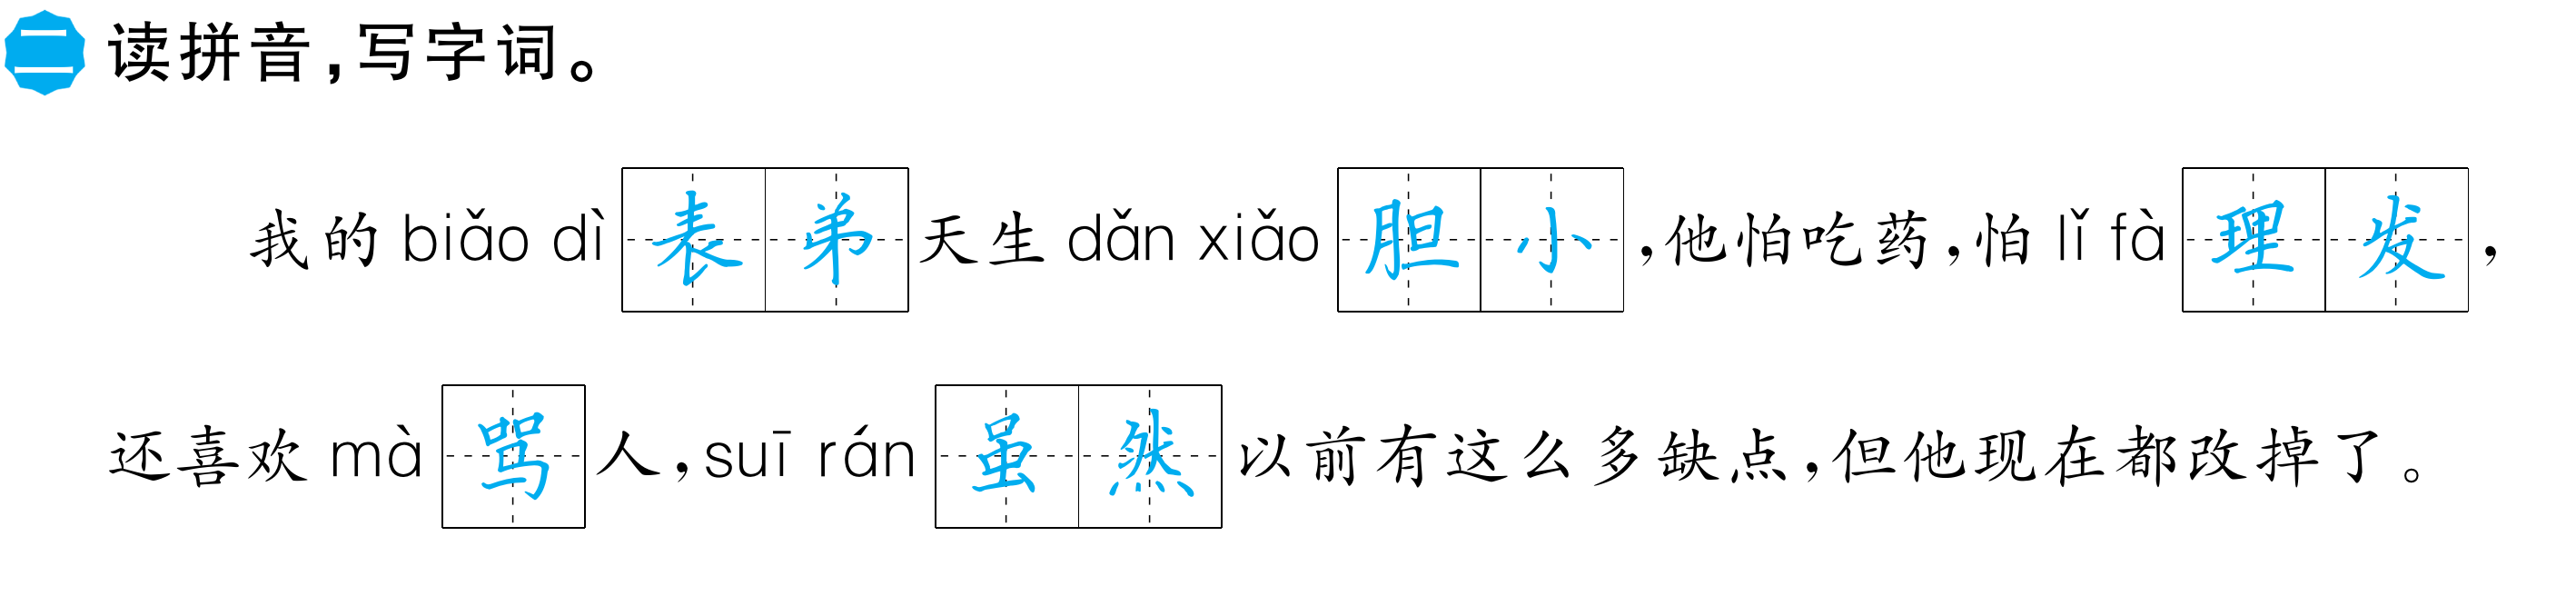 二 读拼音,写字词。
我的 biǎo dì 表弟 天生 dǎn xiǎo 胆小,他怕吃药,怕 lǐ fà 理发,
还喜欢 mà 骂 人,suī rán 虽然 以前有这么多缺点,但他现在都改掉了。